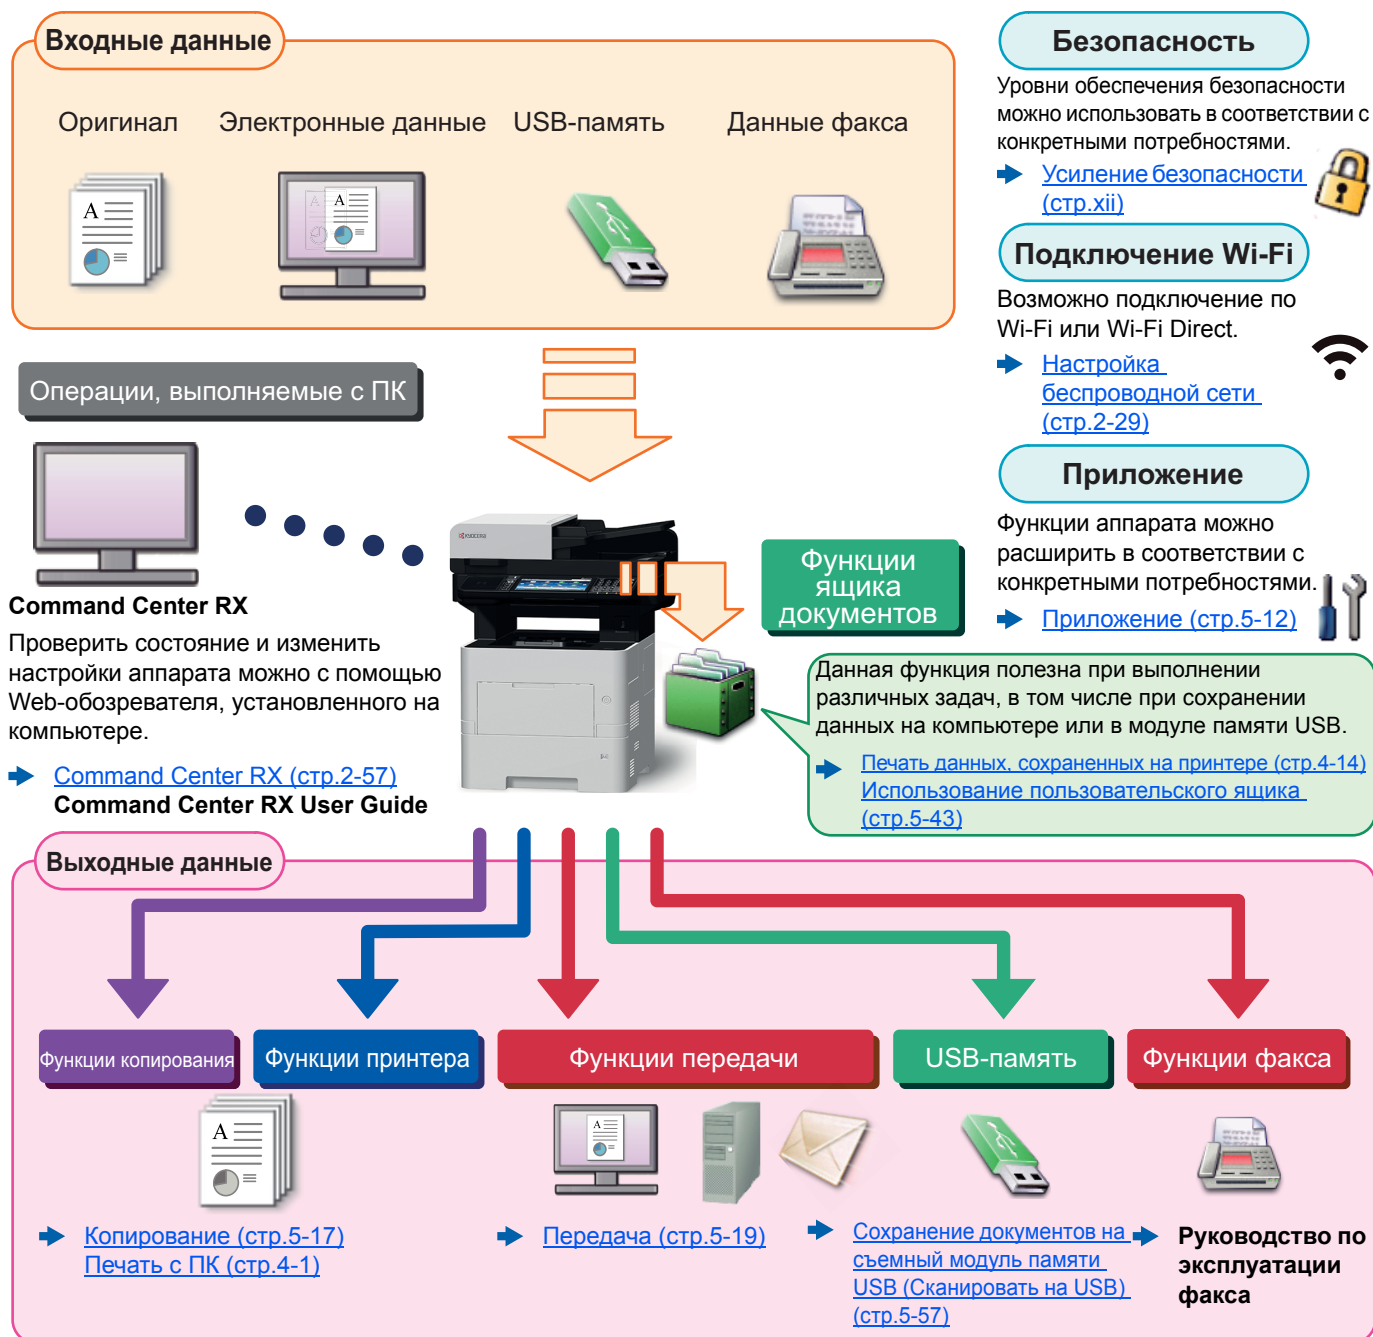 Входные данные
Оригинал
Электронные данные
USB-память
Данные факса
Безопасность
Уровни обеспечения безопасности
можно использовать в соответствии с
конкретными потребностями.
Усиление безопасности
(стр.xii)
Подключение Wi-Fi
Возможно подключение по
Wi-Fi или Wi-Fi Direct.
Настройка
беспроводной сети
(стр.2-29)
Приложение
Функции аппарата можно
расширить в соответствии с
конкретными потребностями.
Приложение (стр.5-12)
Операции, выполняемые с ПК
Command Center RX
Проверить состояние и изменить
настройки аппарата можно с помощью
Web-обозревателя, установленного на
компьютере.
Command Center RX (стр.2-57)
Command Center RX User Guide
KYOCERA
Функции
ящика
документов
Данная функция полезна при выполнении
различных задач, в том числе при сохранении
данных на компьютере или в модуле памяти USB.
Печать данных, сохраненных на принтере (стр.4-14)
Использование пользовательского ящика
(стр.5-43)
Выходные данные
Функции копирования
Функции принтера
Функции передачи
USB-память
Функции факса
A
A
A
A
A
Копирование (стр.5-17)
Печать с ПК (стр.4-1)
Передача (стр.5-19)
Сохранение документов на
съемный модуль памяти
USB (Сканировать на USB)
(стр.5-57)
Руководство по
эксплуатации
факса